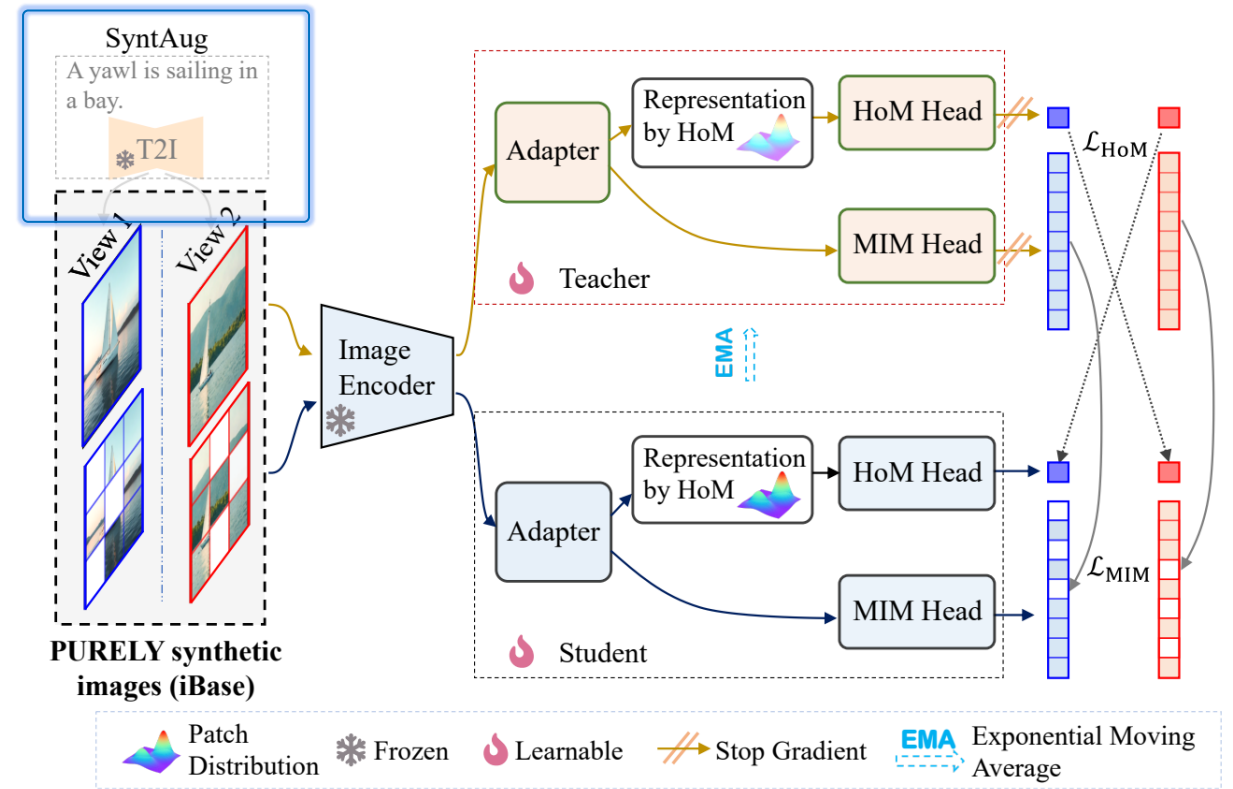 SyntAug
A yawl is sailing in
a bay.
T2I
View 1
View 2
Image
Encoder
Adapter
Representation
by HoM
HoM Head
MIM Head
Teacher
ℒHoM
EMA
Adapter
Representation
by HoM
HoM Head
MIM Head
Student
ℒMIM
PURELY synthetic
images (iBase)
Patch
Distribution
Frozen
Learnable
Stop Gradient
EMA
Exponential Moving
Average